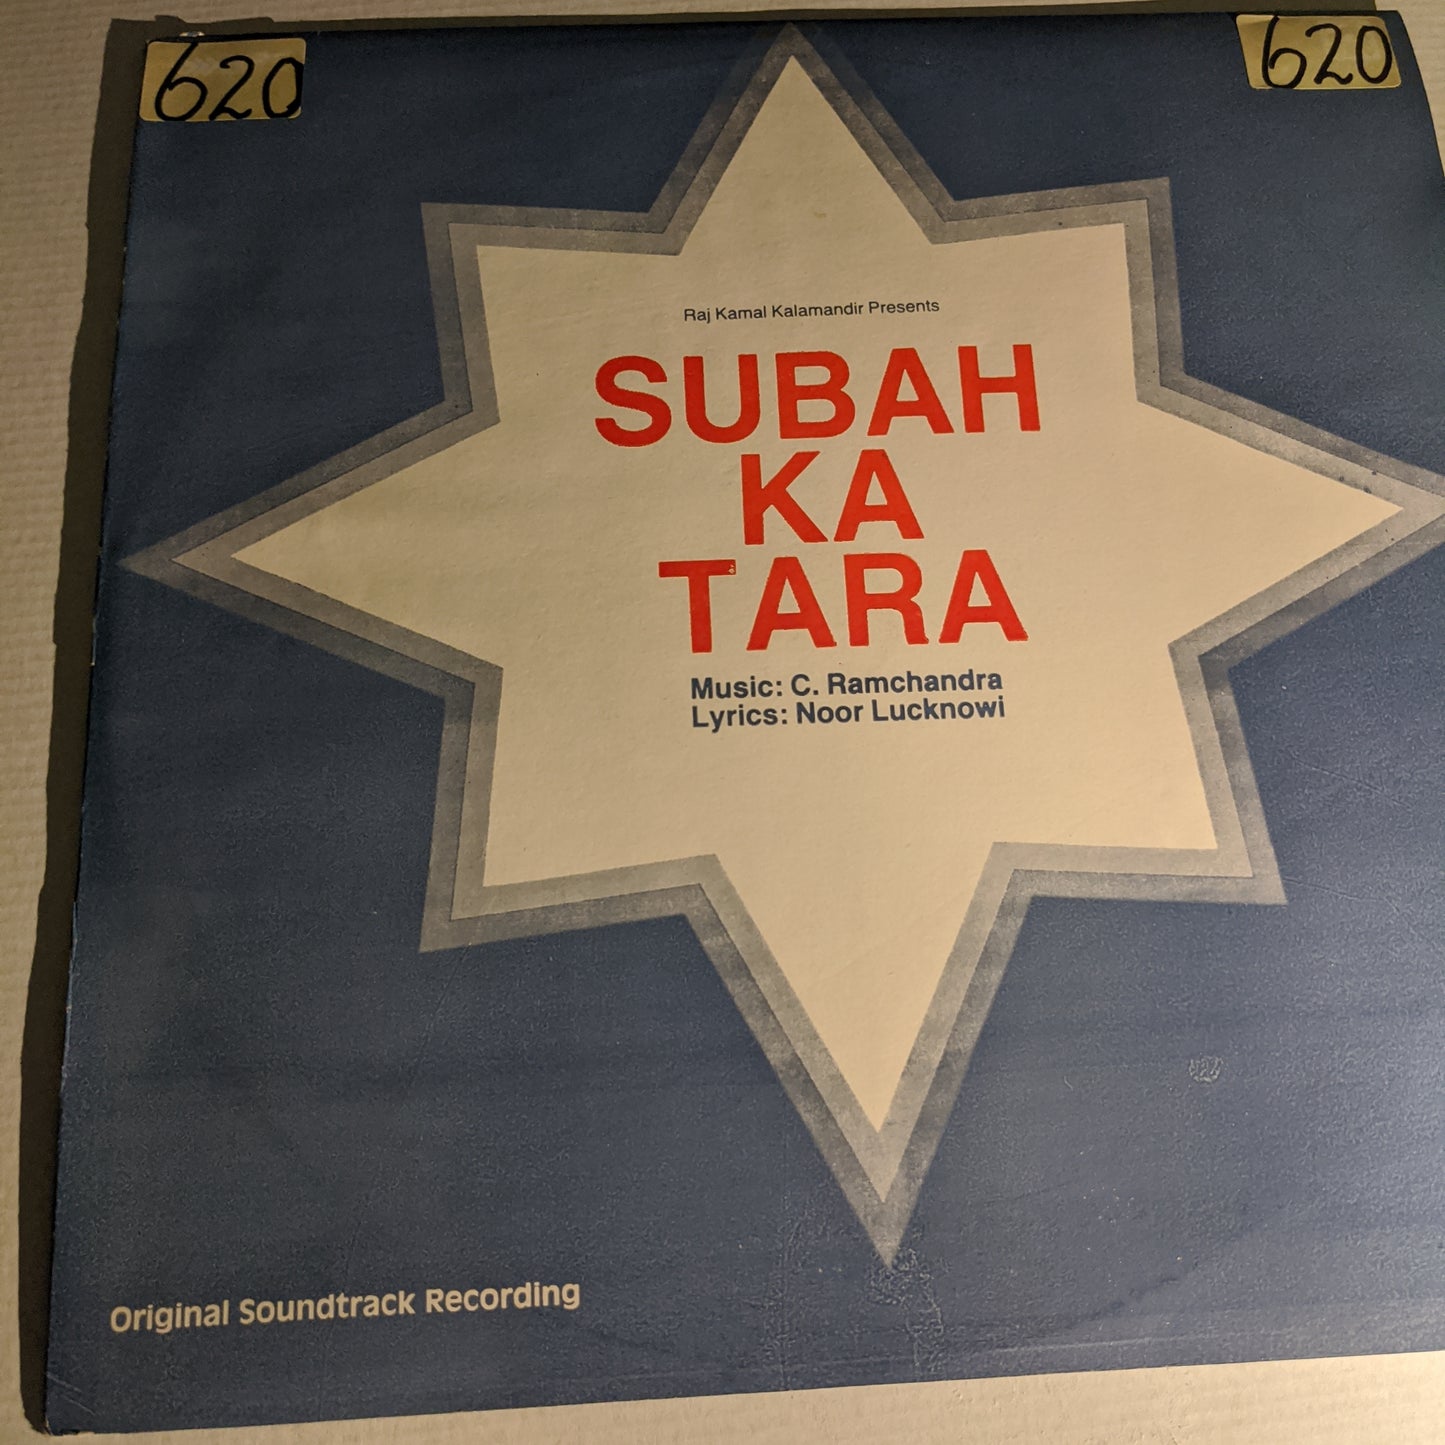 620
620
Raj Kamal Kalamandir Presents
SUBAH
KA
TARA
Music: C. Ramchandra
Lyrics: Noor Lucknowi
Original Soundtrack Recording